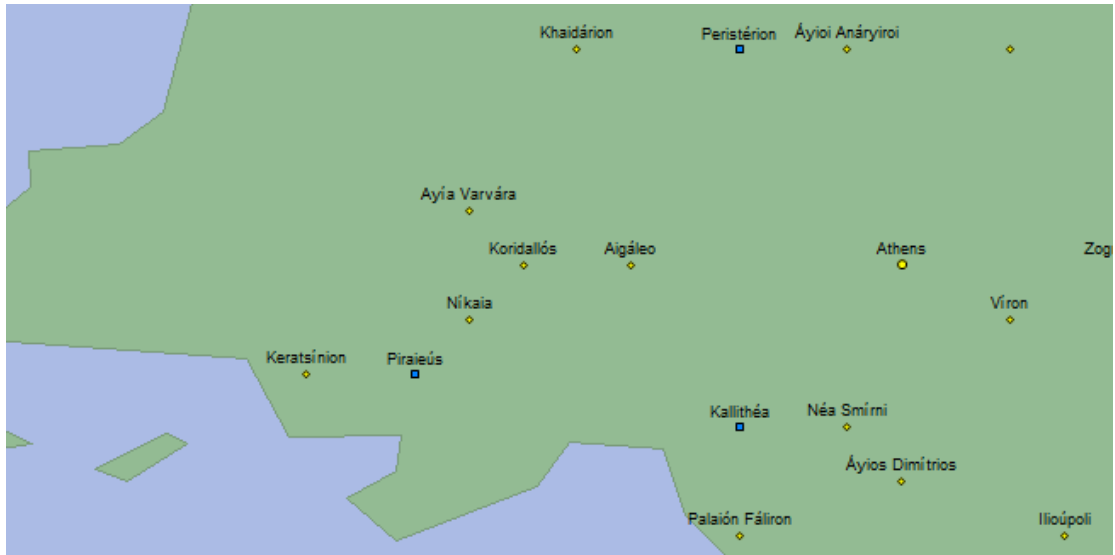 Khaidárion
Peristérion
Áyioi Anáryiroi
Ayía Varvára
Koridallós
Aigáleo
Athens
Zog
Níkaia
Víron
Keratsínion
Piraieús
Kallithéa
Néa Smírni
Áyios Dimítrios
Palaión Fáliron
Ilioúpoli